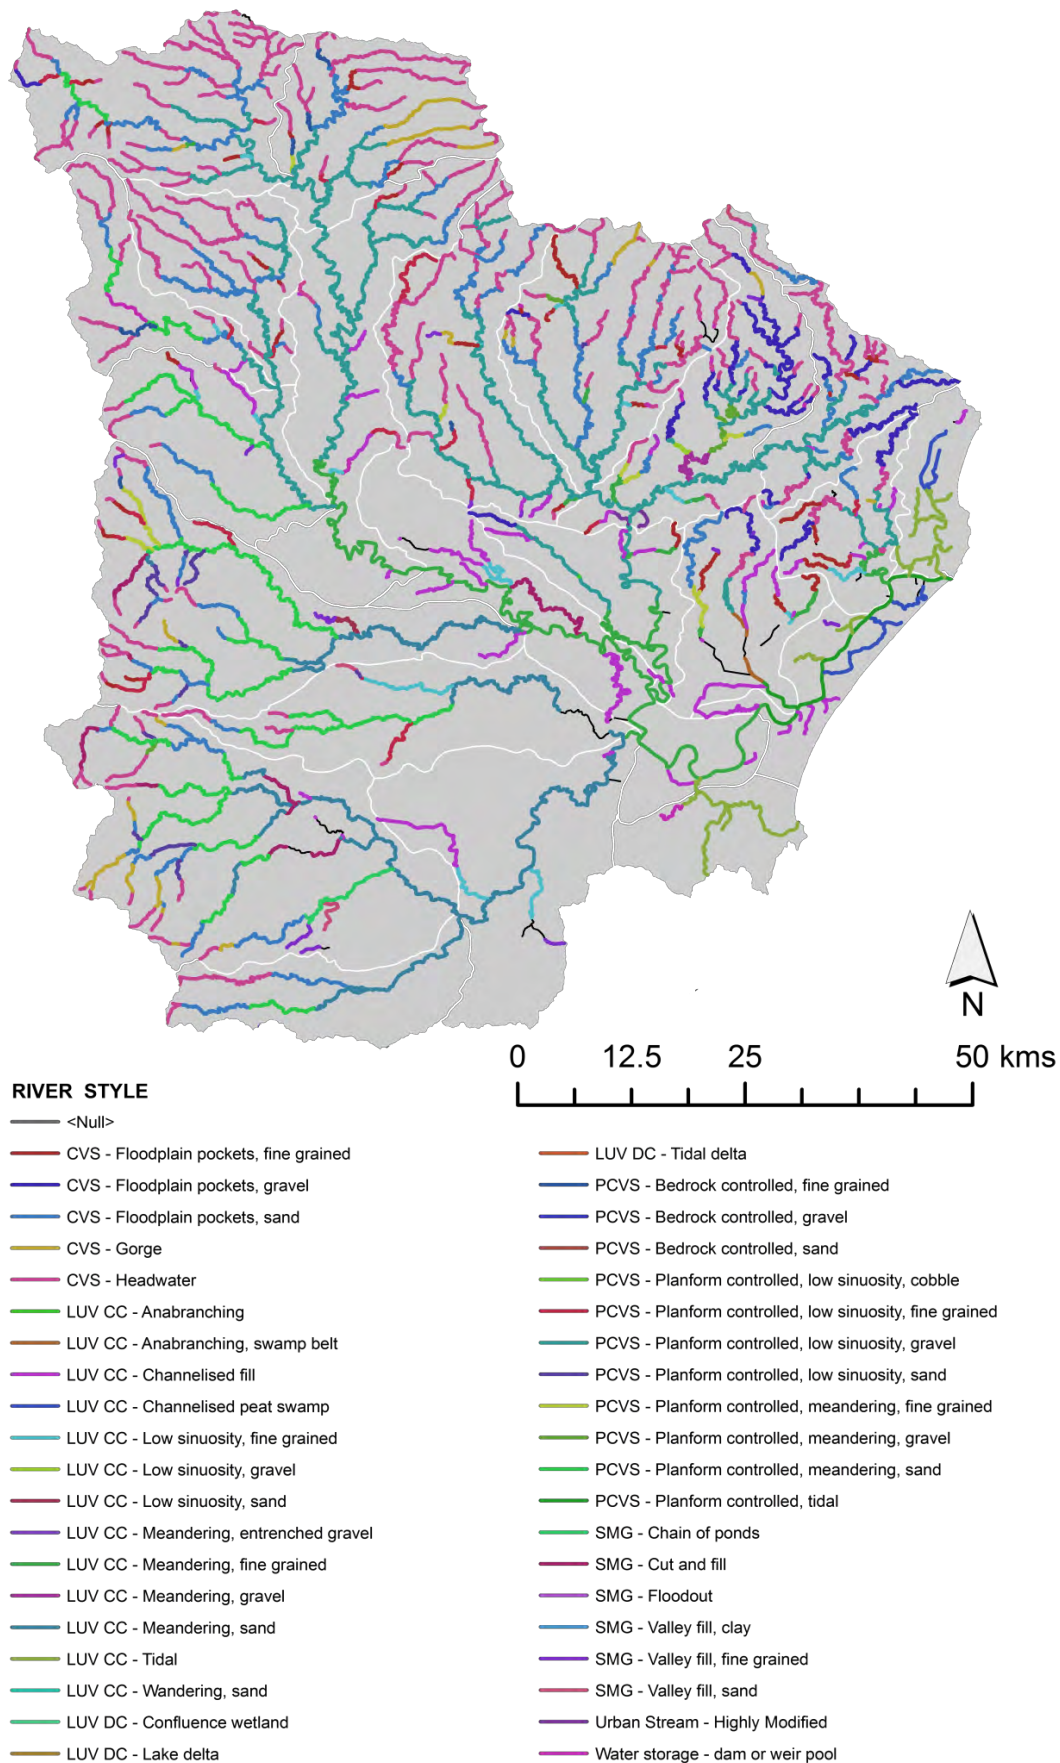 N
0 12.5 25 50 kms
RIVER STYLE
<Null>
CVS - Floodplain pockets, fine grained
CVS - Floodplain pockets, gravel
CVS - Floodplain pockets, sand
CVS - Gorge
CVS - Headwater
LUV CC - Anabranching
LUV CC - Anabranching, swamp belt
LUV CC - Channelised fill
LUV CC - Channelised peat swamp
LUV CC - Low sinuosity, fine grained
LUV CC - Low sinuosity, gravel
LUV CC - Low sinuosity, sand
LUV CC - Meandering, entrenched gravel
LUV CC - Meandering, fine grained
LUV CC - Meandering, gravel
LUV CC - Meandering, sand
LUV CC - Tidal
LUV CC - Wandering, sand
LUV DC - Confluence wetland
LUV DC - Lake delta
LUV DC - Tidal delta
PCVS - Bedrock controlled, fine grained
PCVS - Bedrock controlled, gravel
PCVS - Bedrock controlled, sand
PCVS - Planform controlled, low sinuosity, cobble
PCVS - Planform controlled, low sinuosity, fine grained
PCVS - Planform controlled, low sinuosity, gravel
PCVS - Planform controlled, low sinuosity, sand
PCVS - Planform controlled, meandering, fine grained
PCVS - Planform controlled, meandering, gravel
PCVS - Planform controlled, meandering, sand
PCVS - Planform controlled, tidal
SMG - Chain of ponds
SMG - Cut and fill
SMG - Floodout
SMG - Valley fill, clay
SMG - Valley fill, fine grained
SMG - Valley fill, sand
Urban Stream - Highly Modified
Water storage - dam or weir pool